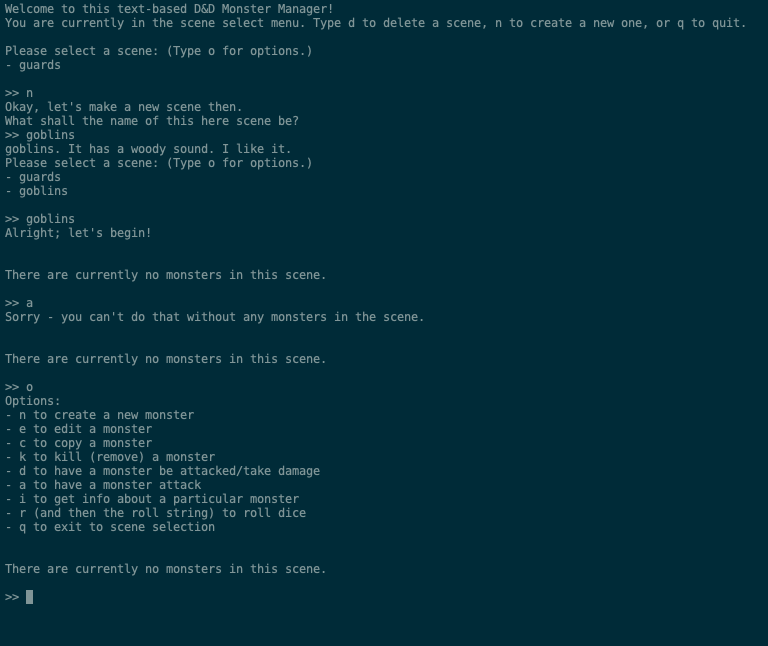 Welcome to this text-based D&D Monster Manager!
You are currently in the scene select menu. Type d to delete a scene, n to create a new one, or q to quit.
Please select a scene: (Type o for options.)
- guards
>> n
Okay, let's make a new scene then.
What shall the name of this here scene be?
>> goblins
goblins. It has a woody sound. I like it.
Please select a scene: (Type o for options.)
- guards
- goblins
>> goblins
Alright; let's begin!
There are currently no monsters in this scene.
>> a
Sorry - you can't do that without any monsters in the scene.
There are currently no monsters in this scene.
>> o
Options:
- n to create a new monster
- e to edit a monster
- c to copy a monster
- k to kill (remove) a monster
- d to have a monster be attacked/take damage
- a to have a monster attack
- i to get info about a particular monster
- r (and then the roll string) to roll dice
- q to exit to scene selection
There are currently no monsters in this scene.
>>